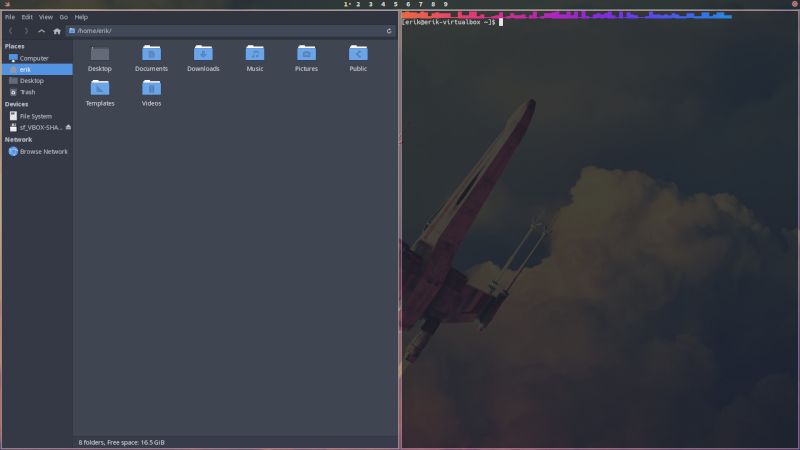 1 2 3 4 5 6 7 8 9
File Edit View Go Help
/home/erik/
Places
Computer
erik
Desktop
Trash
Devices
File System
sf_VBOX-SHA...
Network
Browse Network
Desktop Documents Downloads Music Pictures Public
Templates Videos
8 folders, Free space: 16.5 GiB
[erik@erik-virtualbox ~]$